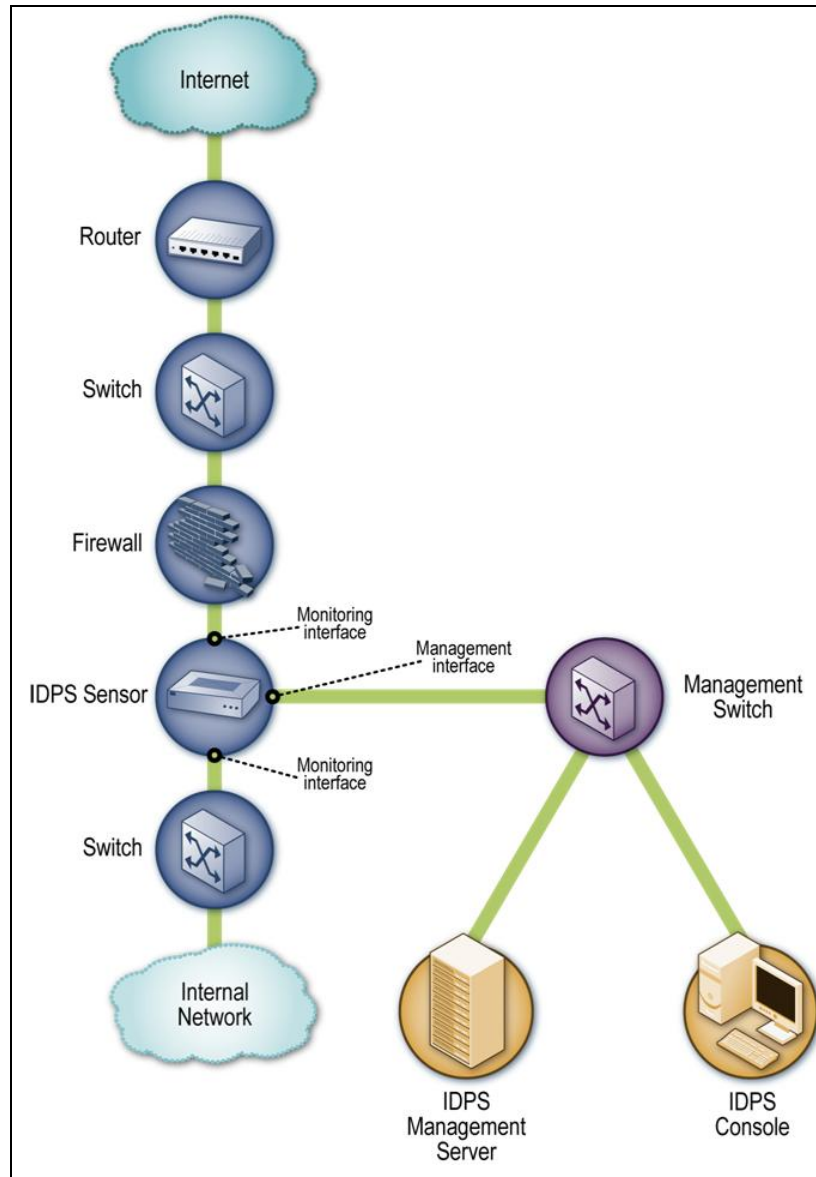 Internet
Router
Switch
Firewall
Monitoring
interface
Management
interface
IDPS Sensor
Management
Switch
Monitoring
interface
Switch
Internal
Network
IDPS
Management
Server
IDPS
Console